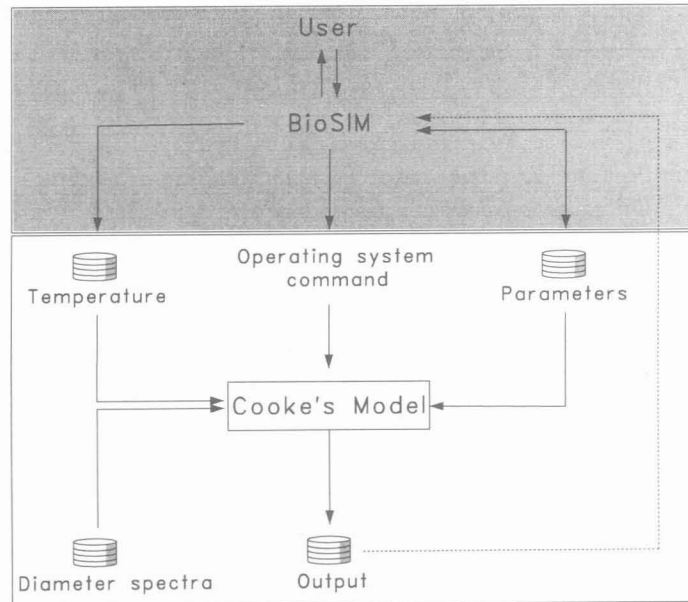 User
BioSIM
Operating system
command
Temperature
Parameters
Cooke's Model
Diameter spectra
Output